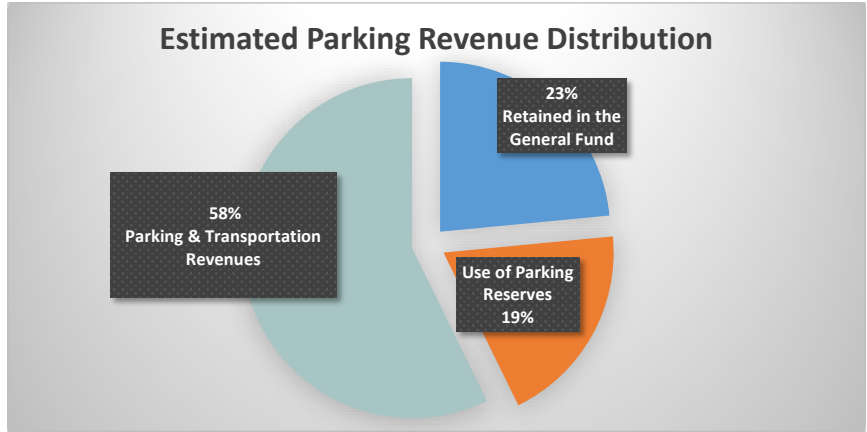 Estimated Parking Revenue Distribution
23%
Retained in the
General Fund
58%
Parking & Transportation
Revenues
Use of Parking
Reserves
19%